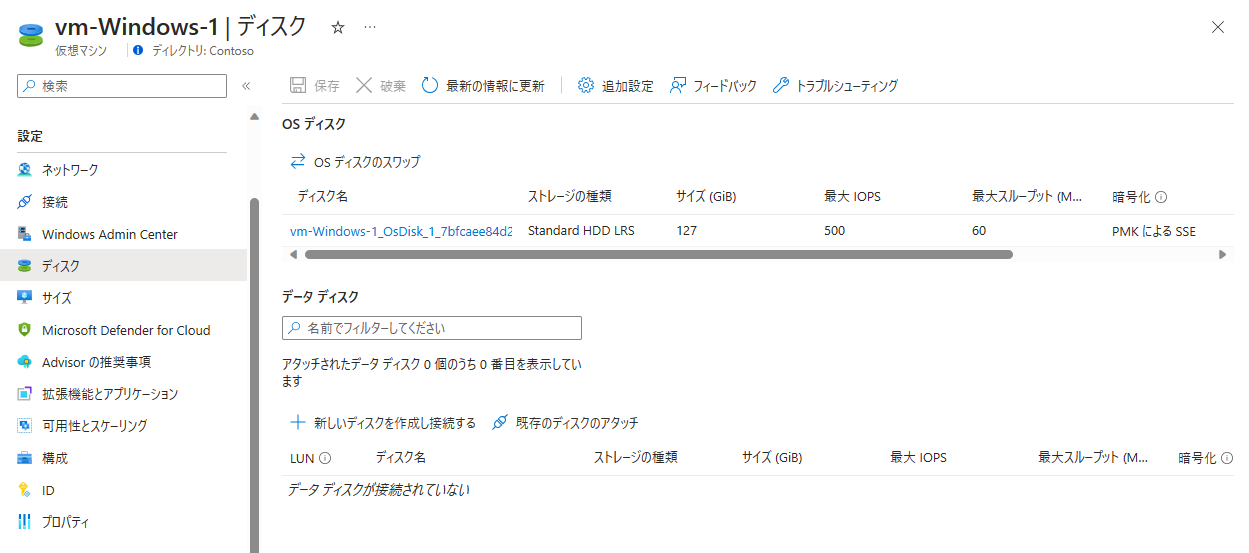 vm-Windows-1 | ディスク ☆ …
仮想マシン ディレクトリ: Contoso
検索 «
保存 破棄 最新の情報に更新 追加設定 フィードバック トラブルシューティング
設定
ネットワーク
接続
Windows Admin Center
ディスク
サイズ
Microsoft Defender for Cloud
Advisor の推奨事項
拡張機能とアプリケーション
可用性とスケーリング
構成
ID
プロパティ
OS ディスク
OS ディスクのスワップ
ディスク名 ストレージの種類 サイズ (GiB) 最大 IOPS 最大スループット (M... 暗号化
vm-Windows-1_OsDisk_1_7bfcaee84d2 Standard HDD LRS 127 500 60 PMK による SSE
データ ディスク
名前でフィルターしてください
アタッチされたデータ ディスク 0 個のうち 0 番目を表示してい
ます
新しいディスクを作成し接続する 既存のディスクのアタッチ
LUN ディスク名 ストレージの種類 サイズ (GiB) 最大 IOPS 最大スループット (M... 暗号化
データ ディスクが接続されていない